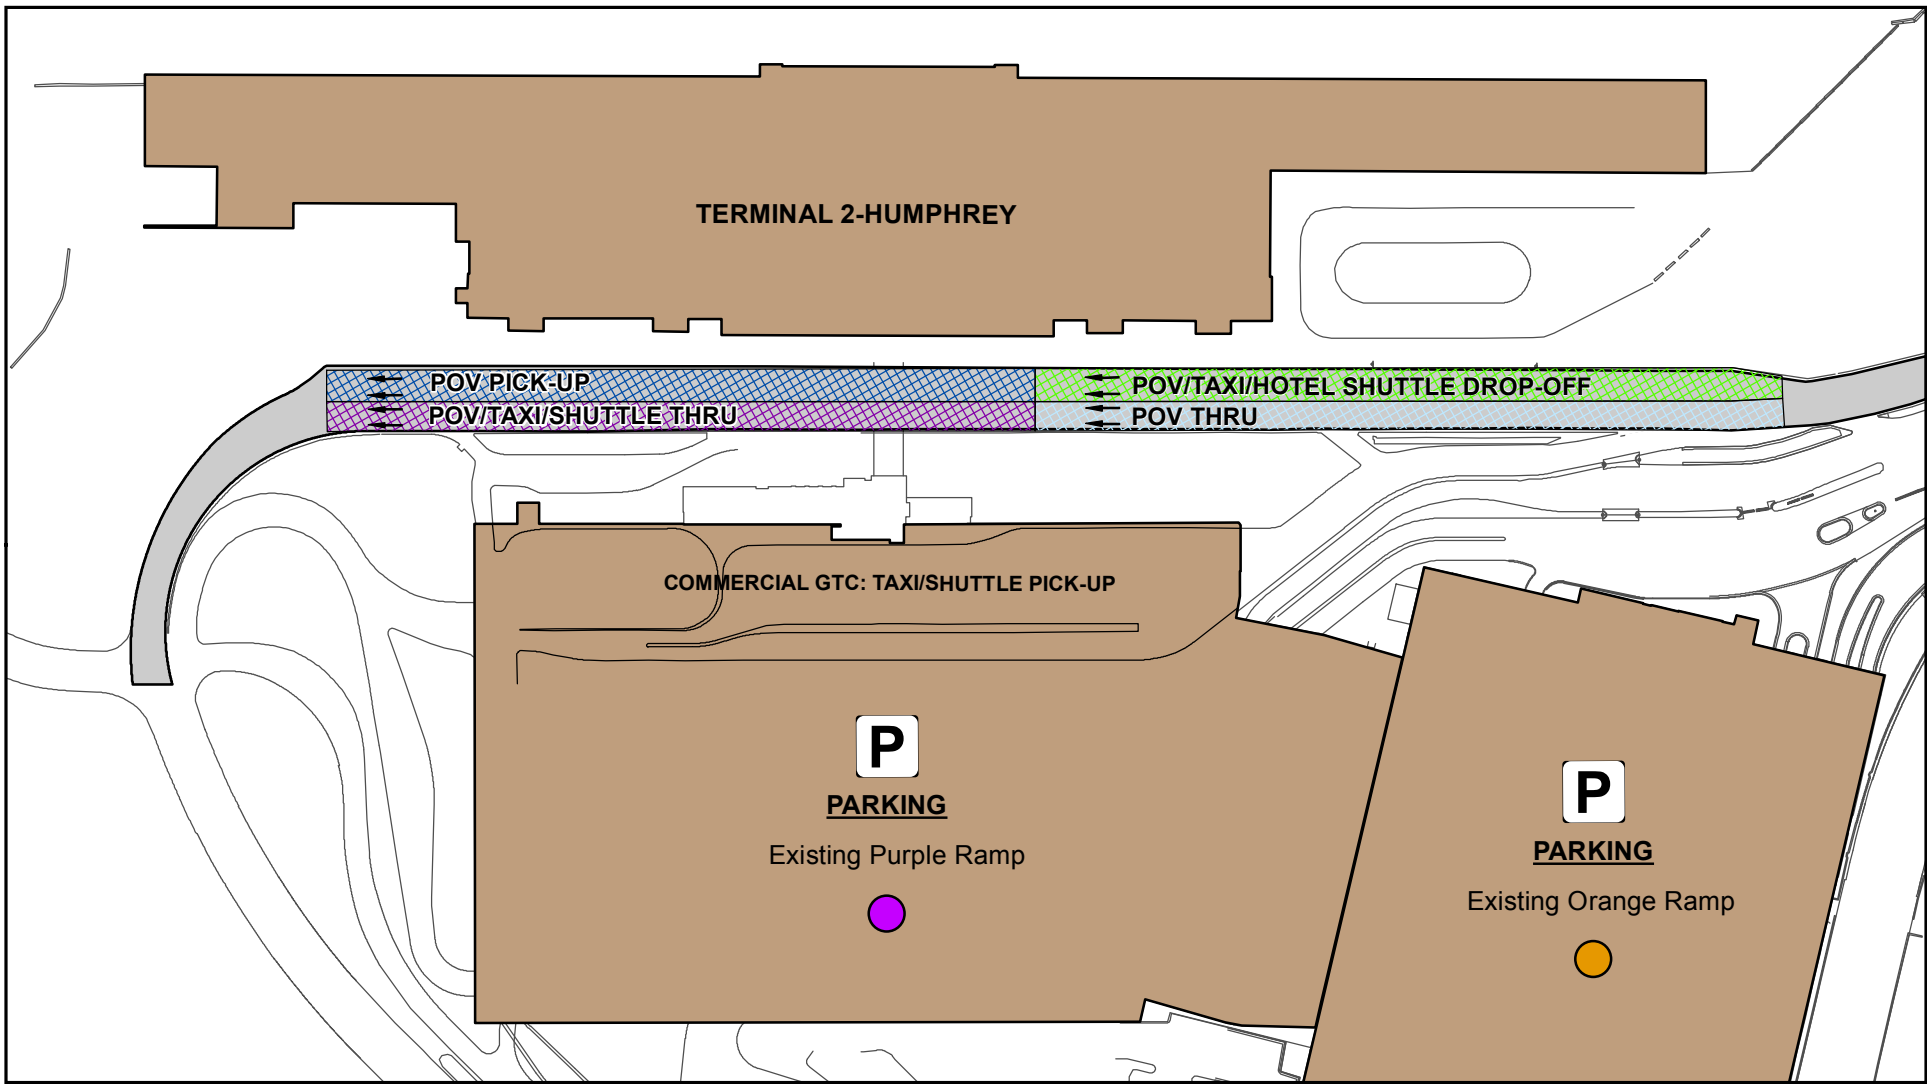 TERMINAL 2-HUMPHREY
POV PICK-UP
POV/TAXI/HOTEL SHUTTLE DROP-OFF
POV/TAXI/SHUTTLE THRU
POV THRU
COMMERCIAL GTC: TAXI/SHUTTLE PICK-UP
P
PARKING
Existing Purple Ramp
P
PARKING
Existing Orange Ramp